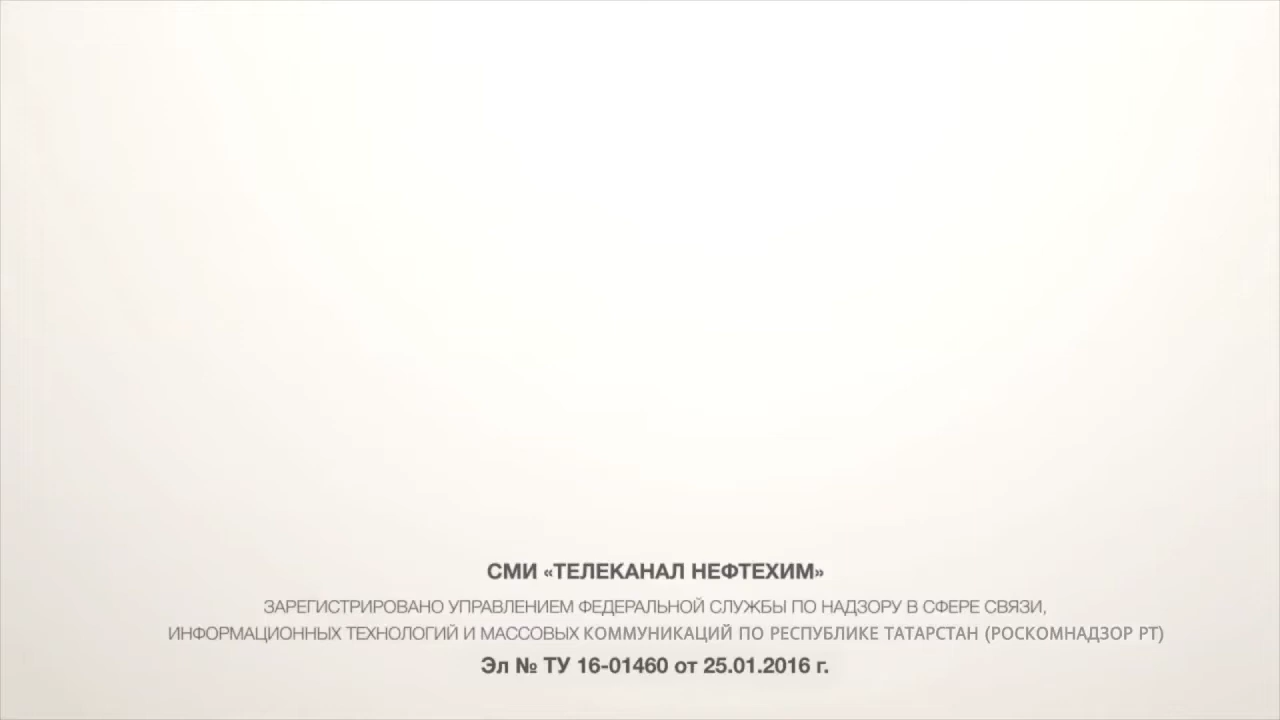 СМИ «ТЕЛЕКАНАЛ НЕФТЕХИМ»
ЗАРЕГИСТРИРОВАНО УПРАВЛЕНИЕМ ФЕДЕРАЛЬНОЙ СЛУЖБЫ ПО НАДЗОРУ В СФЕРЕ СВЯЗИ,
ИНФОРМАЦИОННЫХ ТЕХНОЛОГИЙ И МАССОВЫХ КОММУНИКАЦИЙ ПО РЕСПУБЛИКЕ ТАТАРСТАН (РОСКОМНАДЗОР РТ)
Эл № ТУ 16-01460 от 25.01.2016 г.